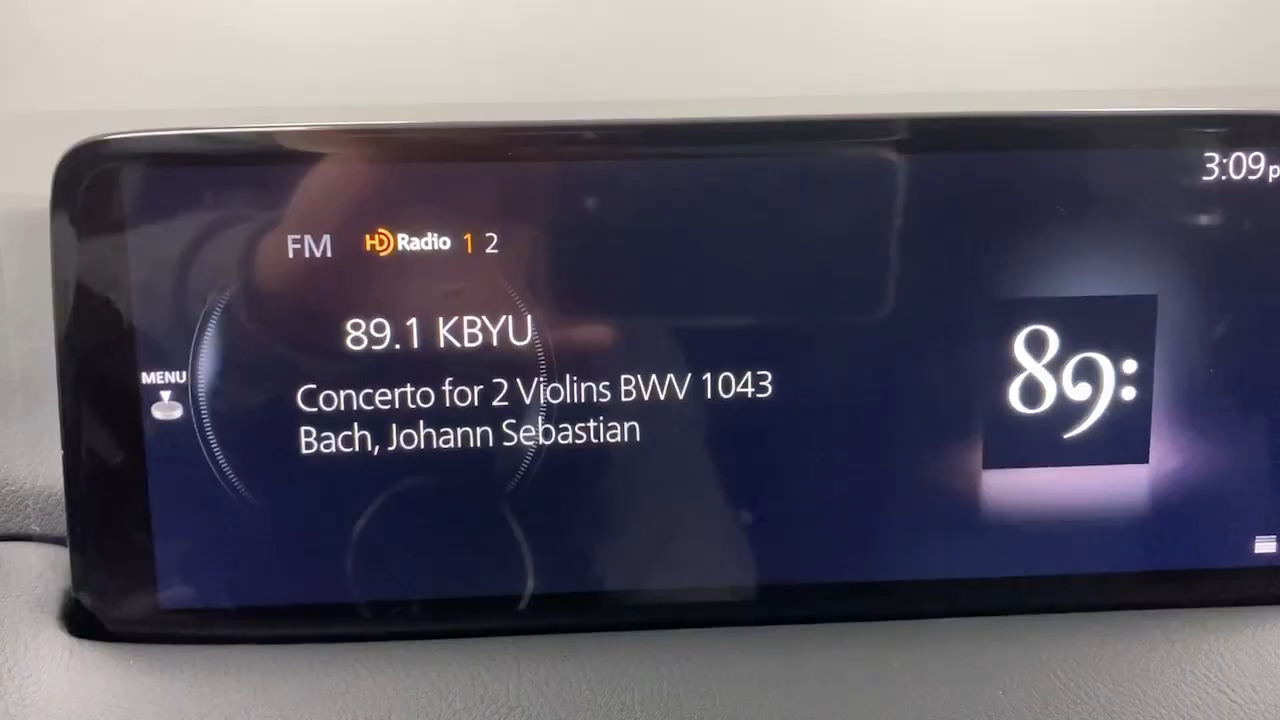 3:09p
FM HD Radio 1 2
89.1 KBYU
MENU
Concerto for 2 Violins BWV 1043
Bach, Johann Sebastian
89: